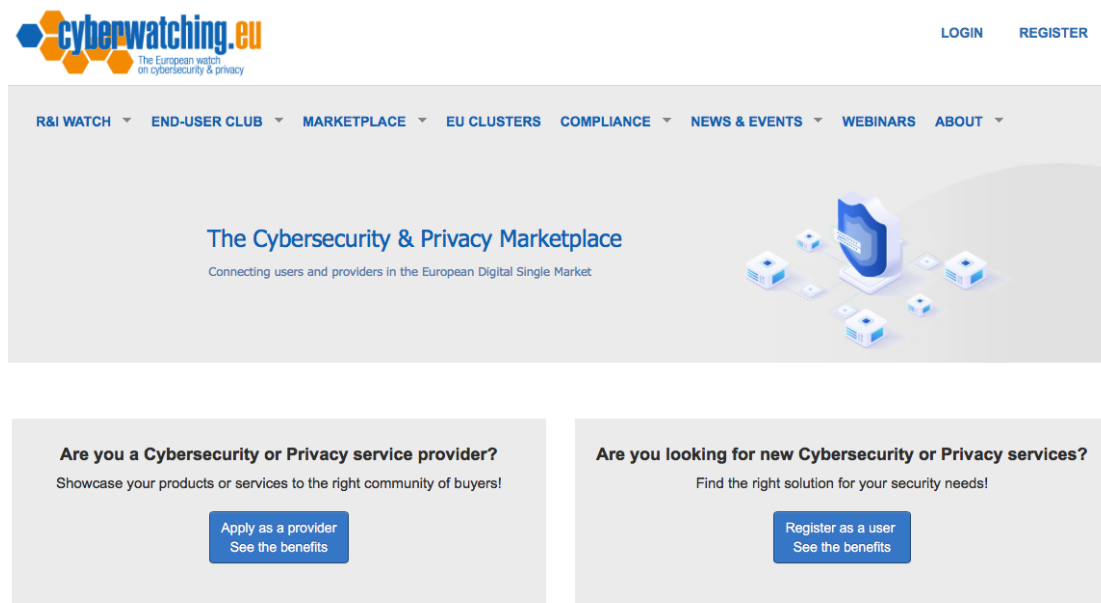 cyberwatching.eu
The European watch
on cybersecurity & privacy
LOGIN REGISTER
R&I WATCH END-USER CLUB MARKETPLACE EU CLUSTERS COMPLIANCE NEWS & EVENTS WEBINARS ABOUT
The Cybersecurity & Privacy Marketplace
Connecting users and providers in the European Digital Single Market
Are you a Cybersecurity or Privacy service provider?
Showcase your products or services to the right community of buyers!
Apply as a provider
See the benefits
Are you looking for new Cybersecurity or Privacy services?
Find the right solution for your security needs!
Register as a user
See the benefits